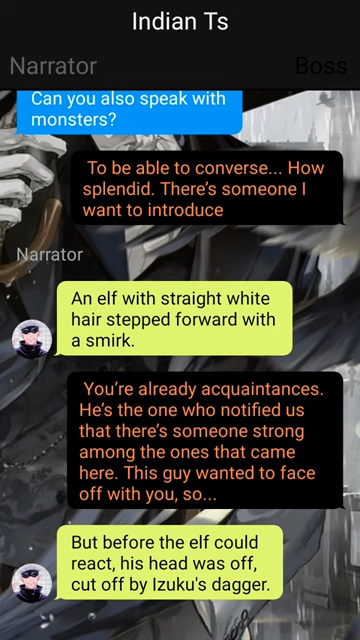 Indian Ts
Narrator
Boss
Can you also speak with
monsters?
To be able to converse... How
splendid. There's someone I
want to introduce
Narrator
An elf with straight white
hair stepped forward with
a smirk.
You're already acquaintances.
He's the one who notified us
that there's someone strong
among the ones that came
here. This guy wanted to face
off with you, so...
But before the elf could
react, his head was off,
cut off by Izuku's dagger.